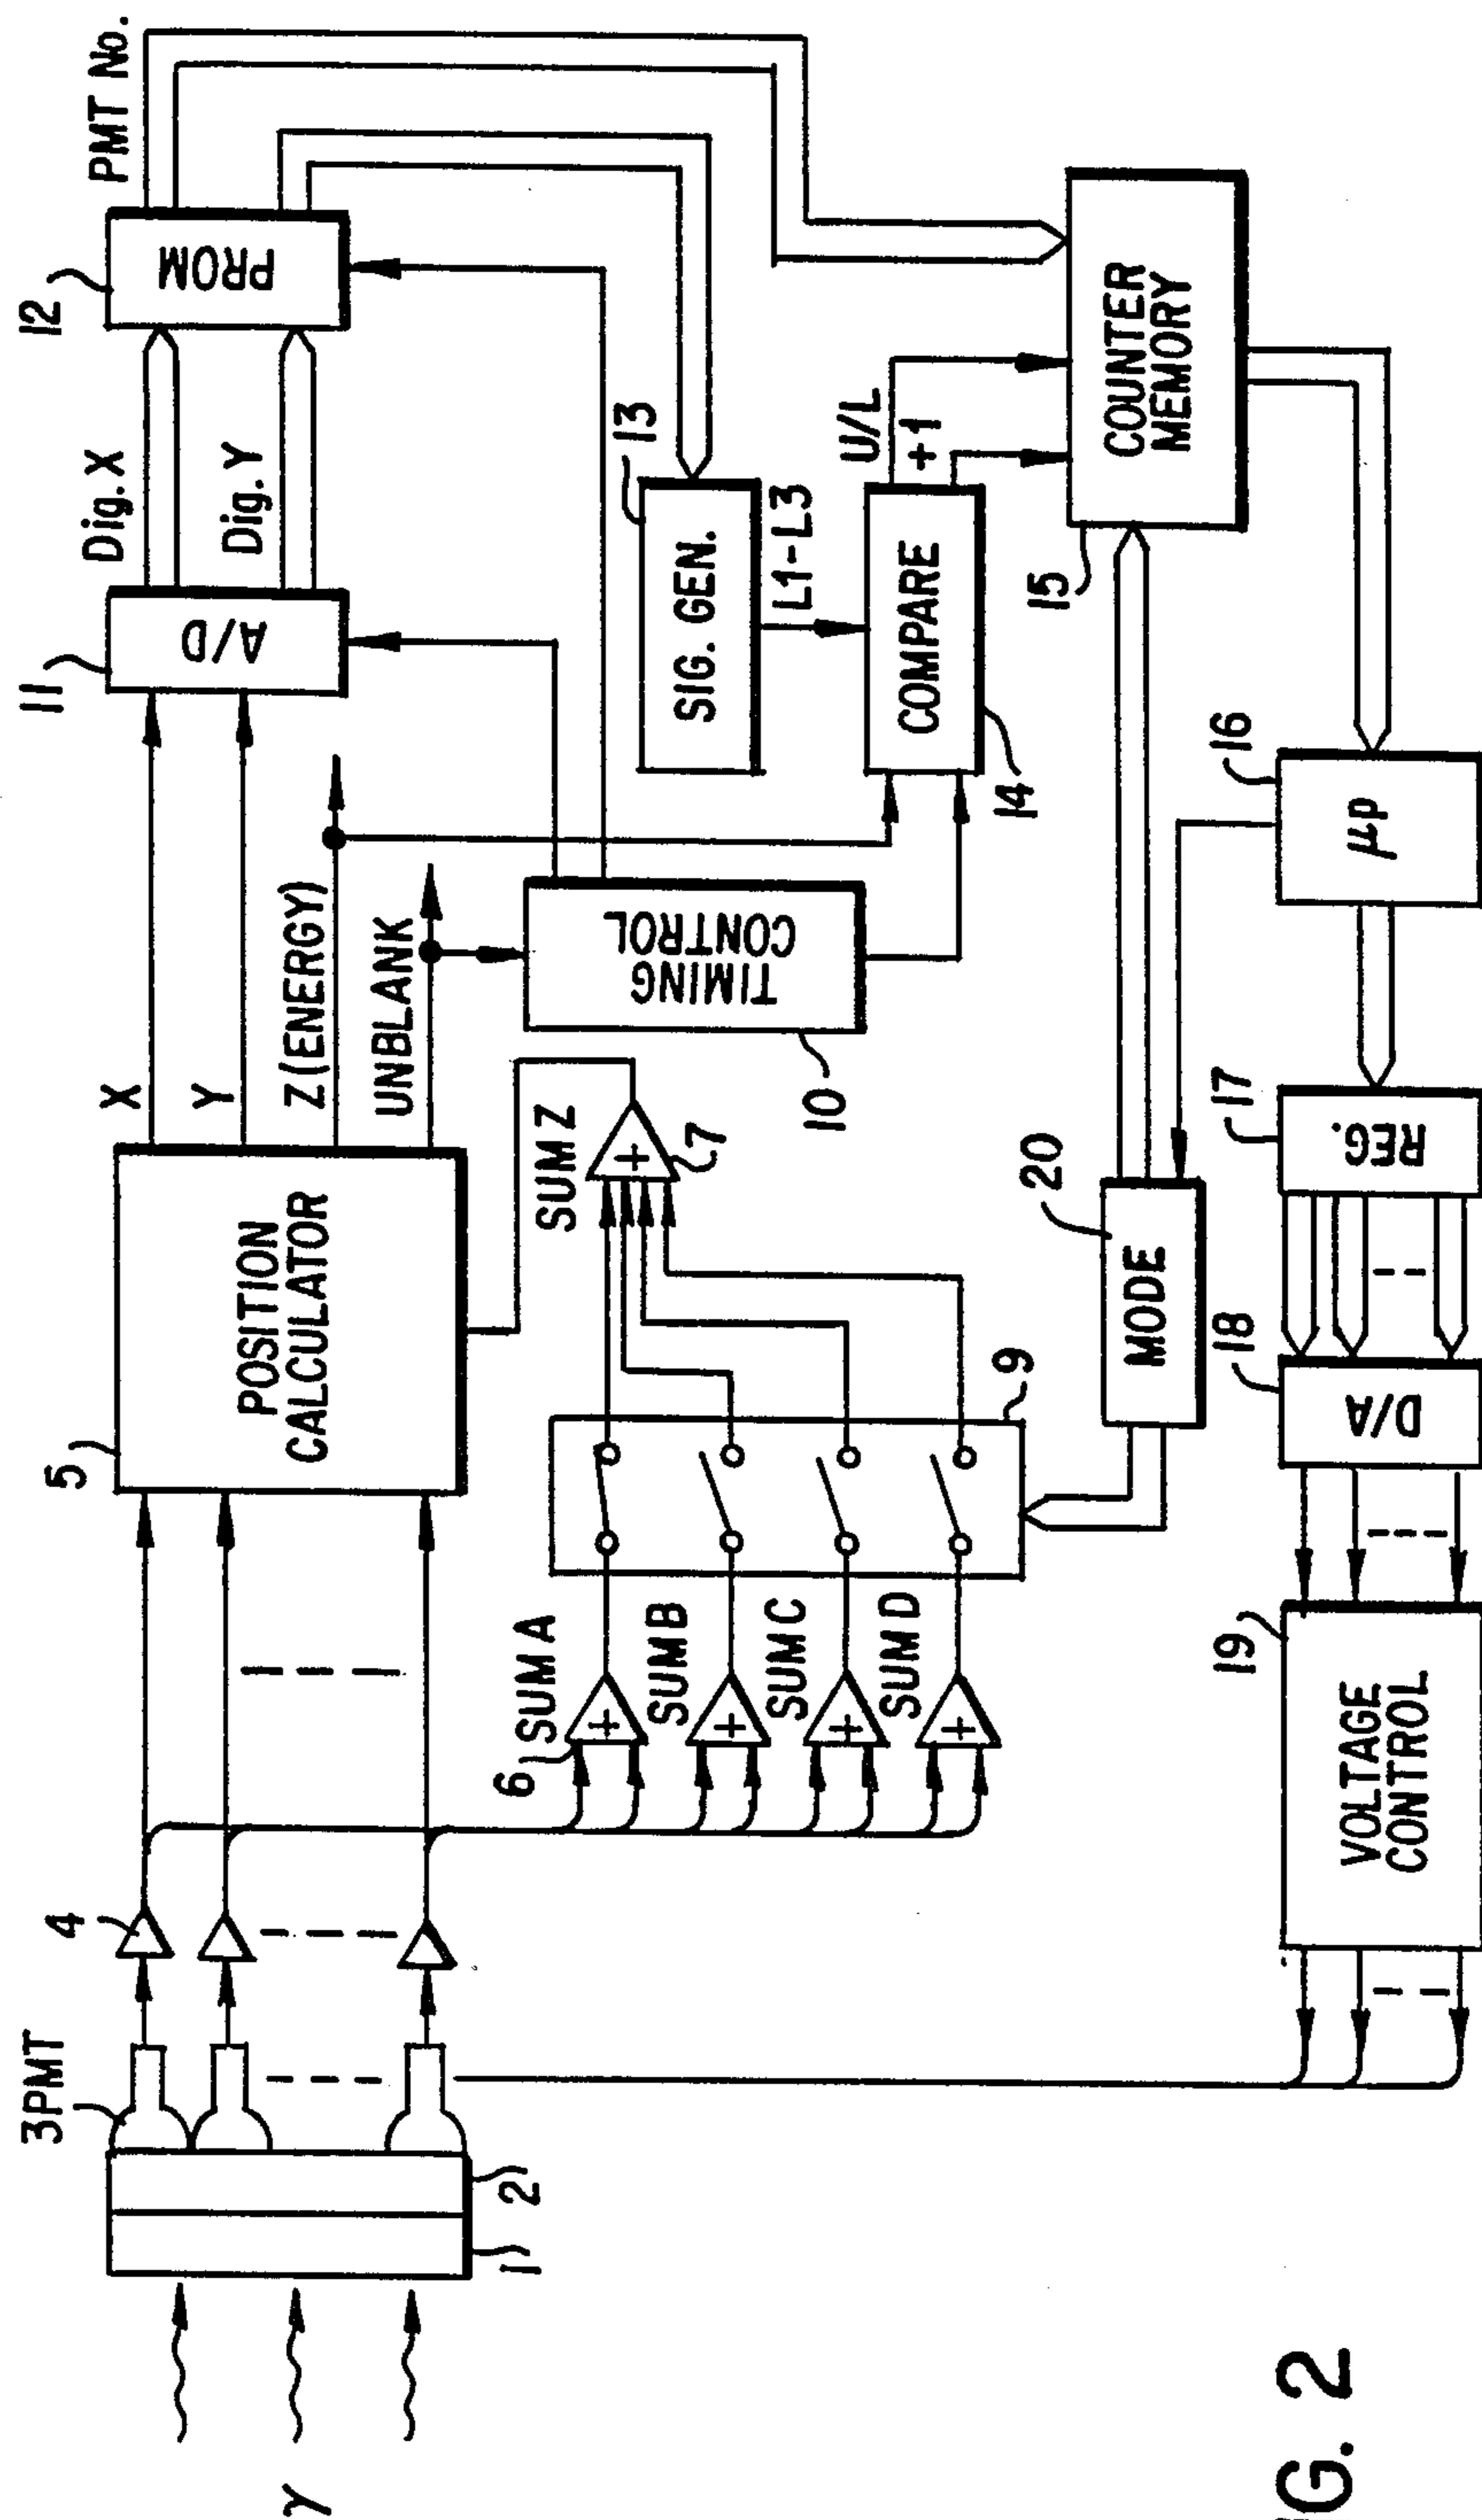 PMT No.
12
PROM
Dig. X
Dig. Y
11
A/D
13
SIG. GEN.
L1-L3
U/L
+1
COMPARE
14
15
COUNTER
MEMORY
X
Y
Z(ENERGY)
UNBLANK
TIMING
CONTROL
10
16
μp
5
POSITION
CALCULATOR
SUM Z
+
27
17
REG.
20
MODE
18
D/A
9
6
SUM A
+
SUM B
+
SUM C
+
SUM D
+
19
VOLTAGE
CONTROL
4
3PMT
2
1
γ
G. 2